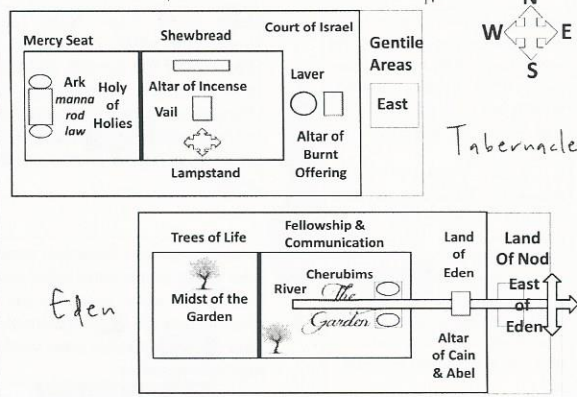 N
W E
S
Mercy Seat
Shewbread
Court of Israel
Gentile
Areas
East
Ark
manna
rod
law
Holy
of
Holies
Altar of Incense
Vail
Lampstand
Laver
Altar of
Burnt
Offering
Tabernacle
Eden
Trees of Life
Midst of the
Garden
Fellowship &
Communication
Cherubims
River
The
Garden
Land
of
Eden
Altar
of Cain
& Abel
Land
Of Nod
East
of
Eden